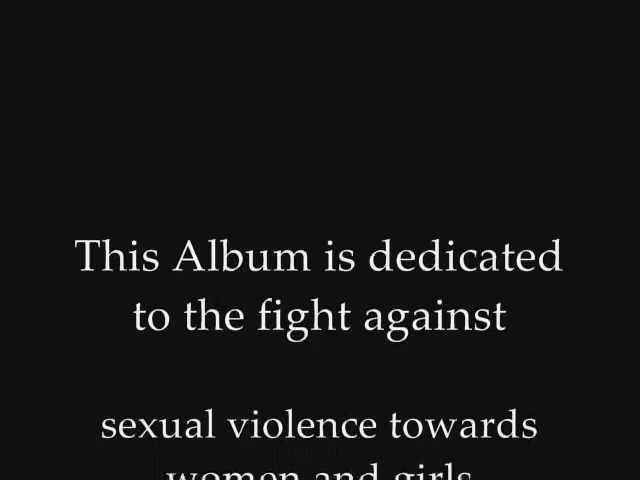 This Album is dedicated
to the fight against
sexual violence towards
women and girls